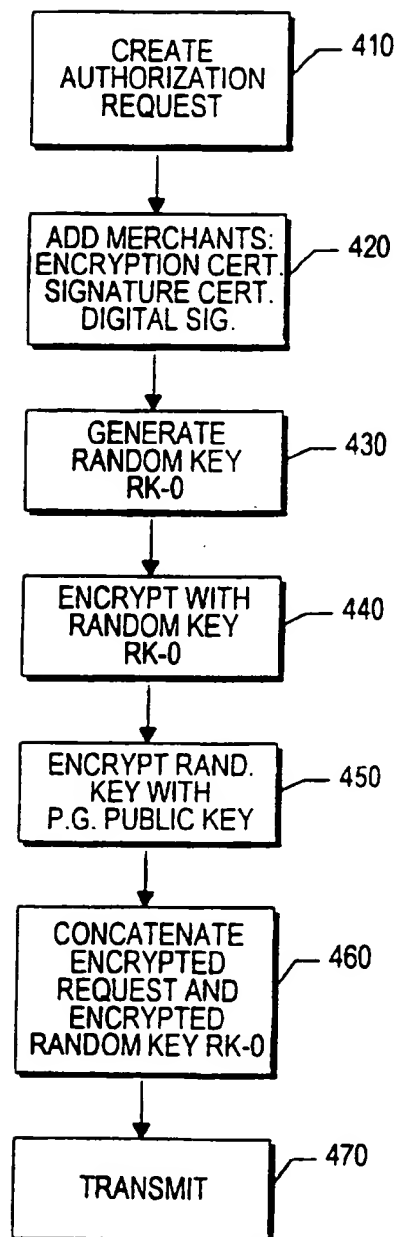 CREATE
AUTHORIZATION
REQUEST
410
ADD MERCHANTS:
ENCRYPTION CERT.
SIGNATURE CERT.
DIGITAL SIG.
420
GENERATE
RANDOM KEY
RK-0
430
ENCRYPT WITH
RANDOM KEY
RK-0
440
ENCRYPT RAND.
KEY WITH
P.G. PUBLIC KEY
450
CONCATENATE
ENCRYPTED
REQUEST AND
ENCRYPTED
RANDOM KEY RK-0
460
TRANSMIT
470